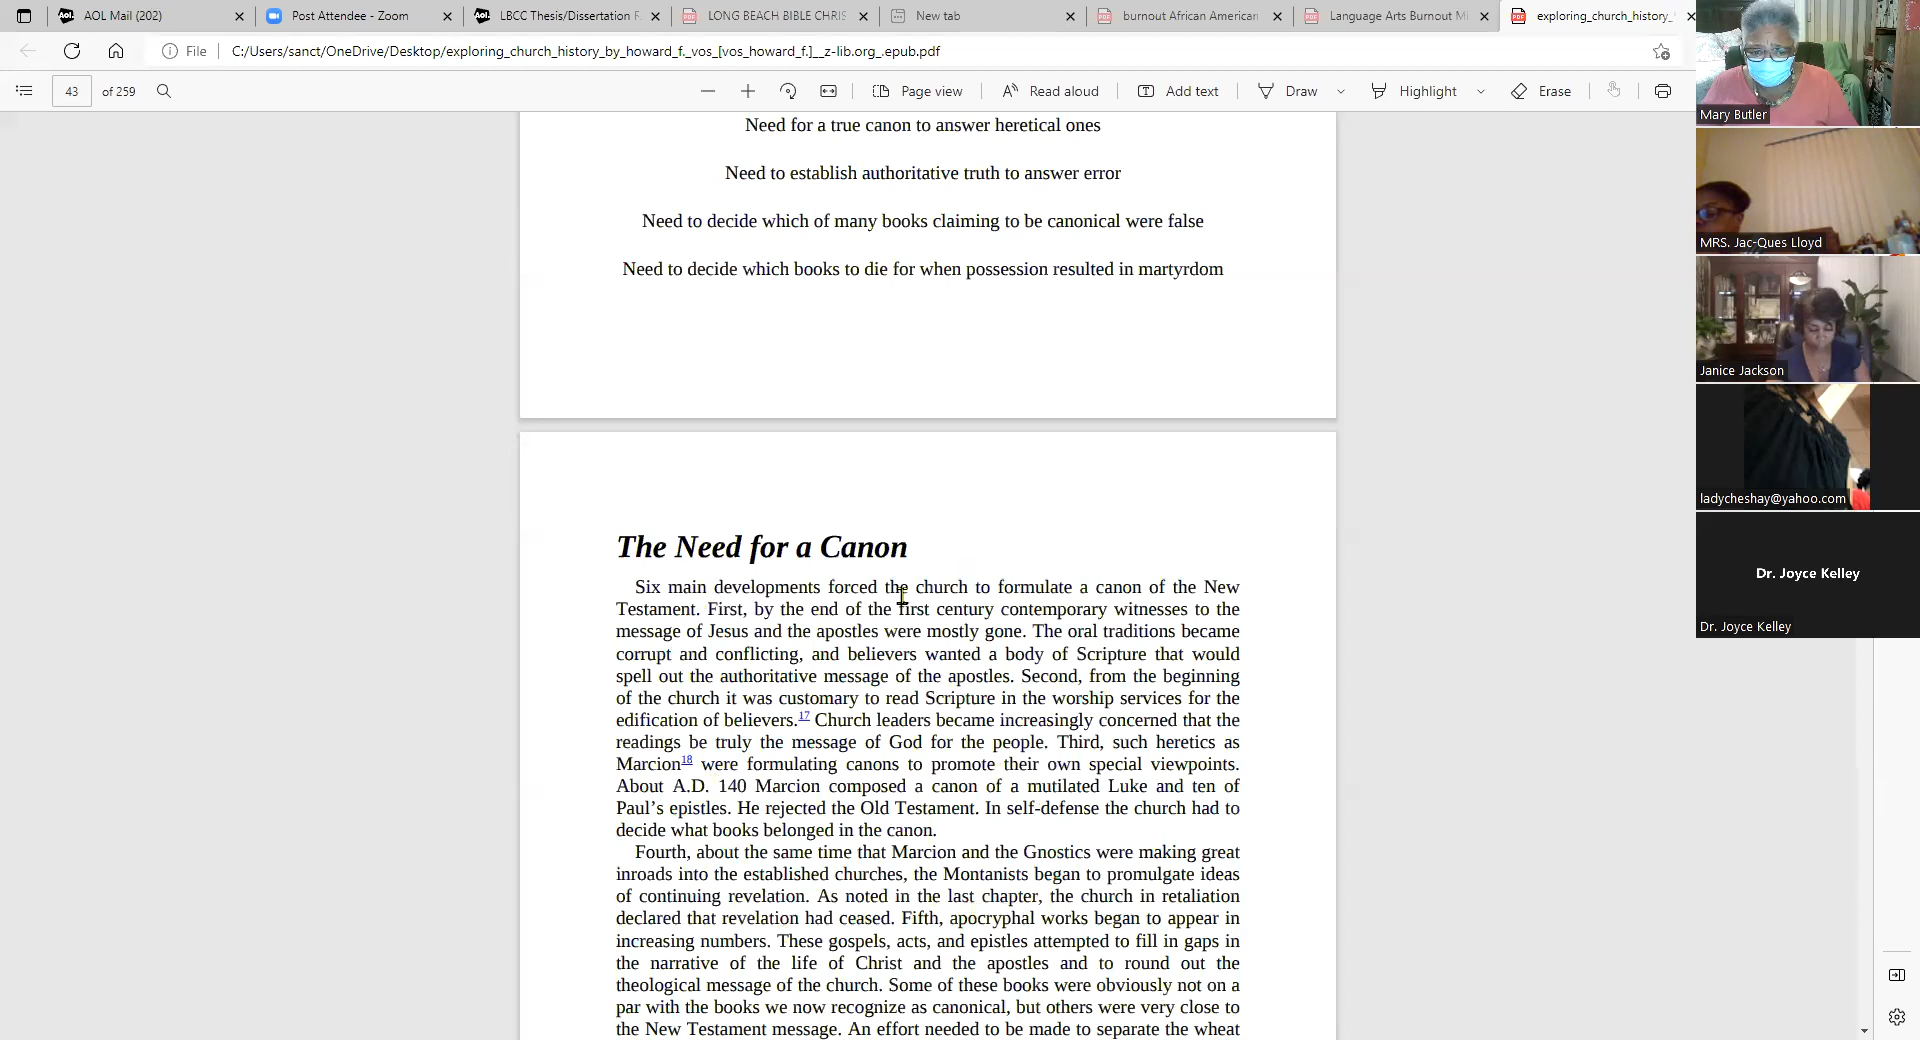 AOL Mail (202)
Post Attendee - Zoom
LBCC Thesis/Dissertation
LONG BEACH BIBLE CHRIS
New tab
burnout African American
Language Arts Burnout
exploring_church_history_
File
C:/Users/sanct/OneDrive/Desktop/exploring_church_history_by_howard_f._vos_[vos_howard_f.]__z-lib.org_.epub.pdf
43 of 259
Page view
Read aloud
Add text
Draw
Highlight
Erase
Need for a true canon to answer heretical ones
Need to establish authoritative truth to answer error
Need to decide which of many books claiming to be canonical were false
Need to decide which books to die for when possession resulted in martyrdom
The Need for a Canon
Six main developments forced the church to formulate a canon of the New
Testament. First, by the end of the first century contemporary witnesses to the
message of Jesus and the apostles were mostly gone. The oral traditions became
corrupt and conflicting, and believers wanted a body of Scripture that would
spell out the authoritative message of the apostles. Second, from the beginning
of the church it was customary to read Scripture in the worship services for the
edification of believers.17 Church leaders became increasingly concerned that the
readings be truly the message of God for the people. Third, such heretics as
Marcion18 were formulating canons to promote their own special viewpoints.
About A.D. 140 Marcion composed a canon of a mutilated Luke and ten of
Paul's epistles. He rejected the Old Testament. In self-defense the church had to
decide what books belonged in the canon.
Fourth, about the same time that Marcion and the Gnostics were making great
inroads into the established churches, the Montanists began to promulgate ideas
of continuing revelation. As noted in the last chapter, the church in retaliation
declared that revelation had ceased. Fifth, apocryphal works began to appear in
increasing numbers. These gospels, acts, and epistles attempted to fill in gaps in
the narrative of the life of Christ and the apostles and to round out the
theological message of the church. Some of these books were obviously not on a
par with the books we now recognize as canonical, but others were very close to
the New Testament message. An effort needed to be made to separate the wheat
Mary Butler
MRS. Jac-Ques Lloyd
Janice Jackson
ladycheshay@yahoo.com
Dr. Joyce Kelley
Dr. Joyce Kelley